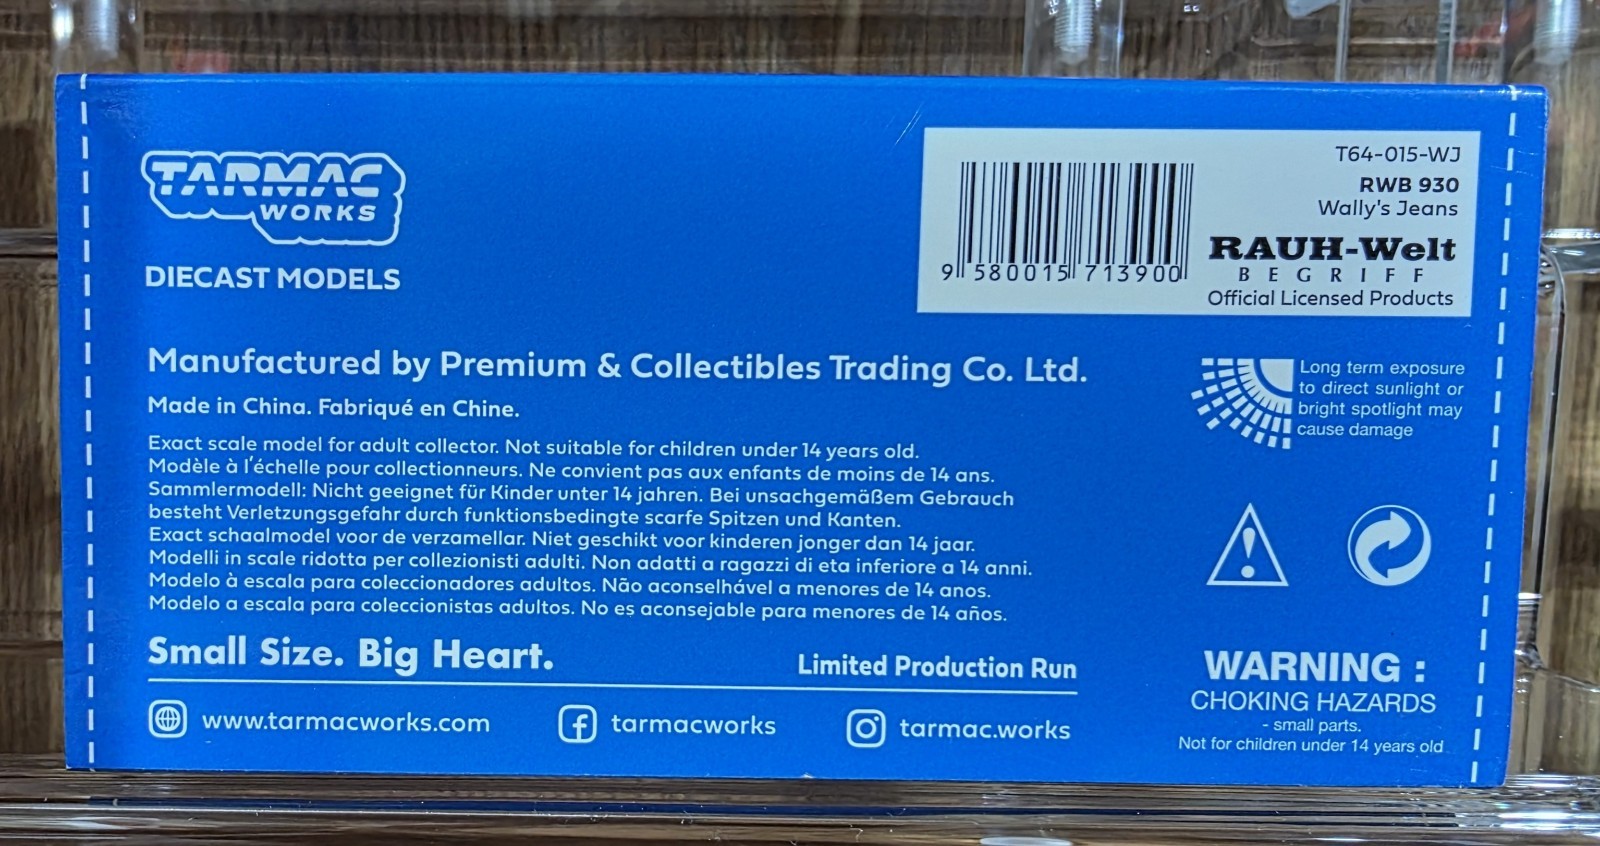 TARMAC
WORKS
DIECAST MODELS
T64-015-WJ
RWB 930
Wally's Jeans
RAUH-Welt
BEGRIFF
Official Licensed Products
9 580015 713900
Manufactured by Premium & Collectibles Trading Co. Ltd.
Made in China. Fabriqué en Chine.
Exact scale model for adult collector. Not suitable for children under 14 years old.
Modèle à l'échelle pour collectionneurs. Ne convient pas aux enfants de moins de 14 ans.
Sammlermodell: Nicht geeignet für Kinder unter 14 jahren. Bei unsachgemäßem Gebrauch
besteht Verletzungsgefahr durch funktionsbedingte scarfe Spitzen und Kanten.
Exact schaalmodel voor de verzamellar. Niet geschikt voor kinderen jonger dan 14 jaar.
Modelli in scale ridotta per collezionisti adulti. Non adatti a ragazzi di eta inferiore a 14 anni.
Modelo à escala para coleccionadores adultos. Não aconselhável a menores de 14 anos.
Modelo a escala para coleccionistas adultos. No es aconsejable para menores de 14 años.
Small Size. Big Heart.
Limited Production Run
www.tarmacworks.com
tarmacworks
tarmac.works
Long term exposure
to direct sunlight or
bright spotlight may
cause damage
WARNING :
CHOKING HAZARDS
- small parts.
Not for children under 14 years old